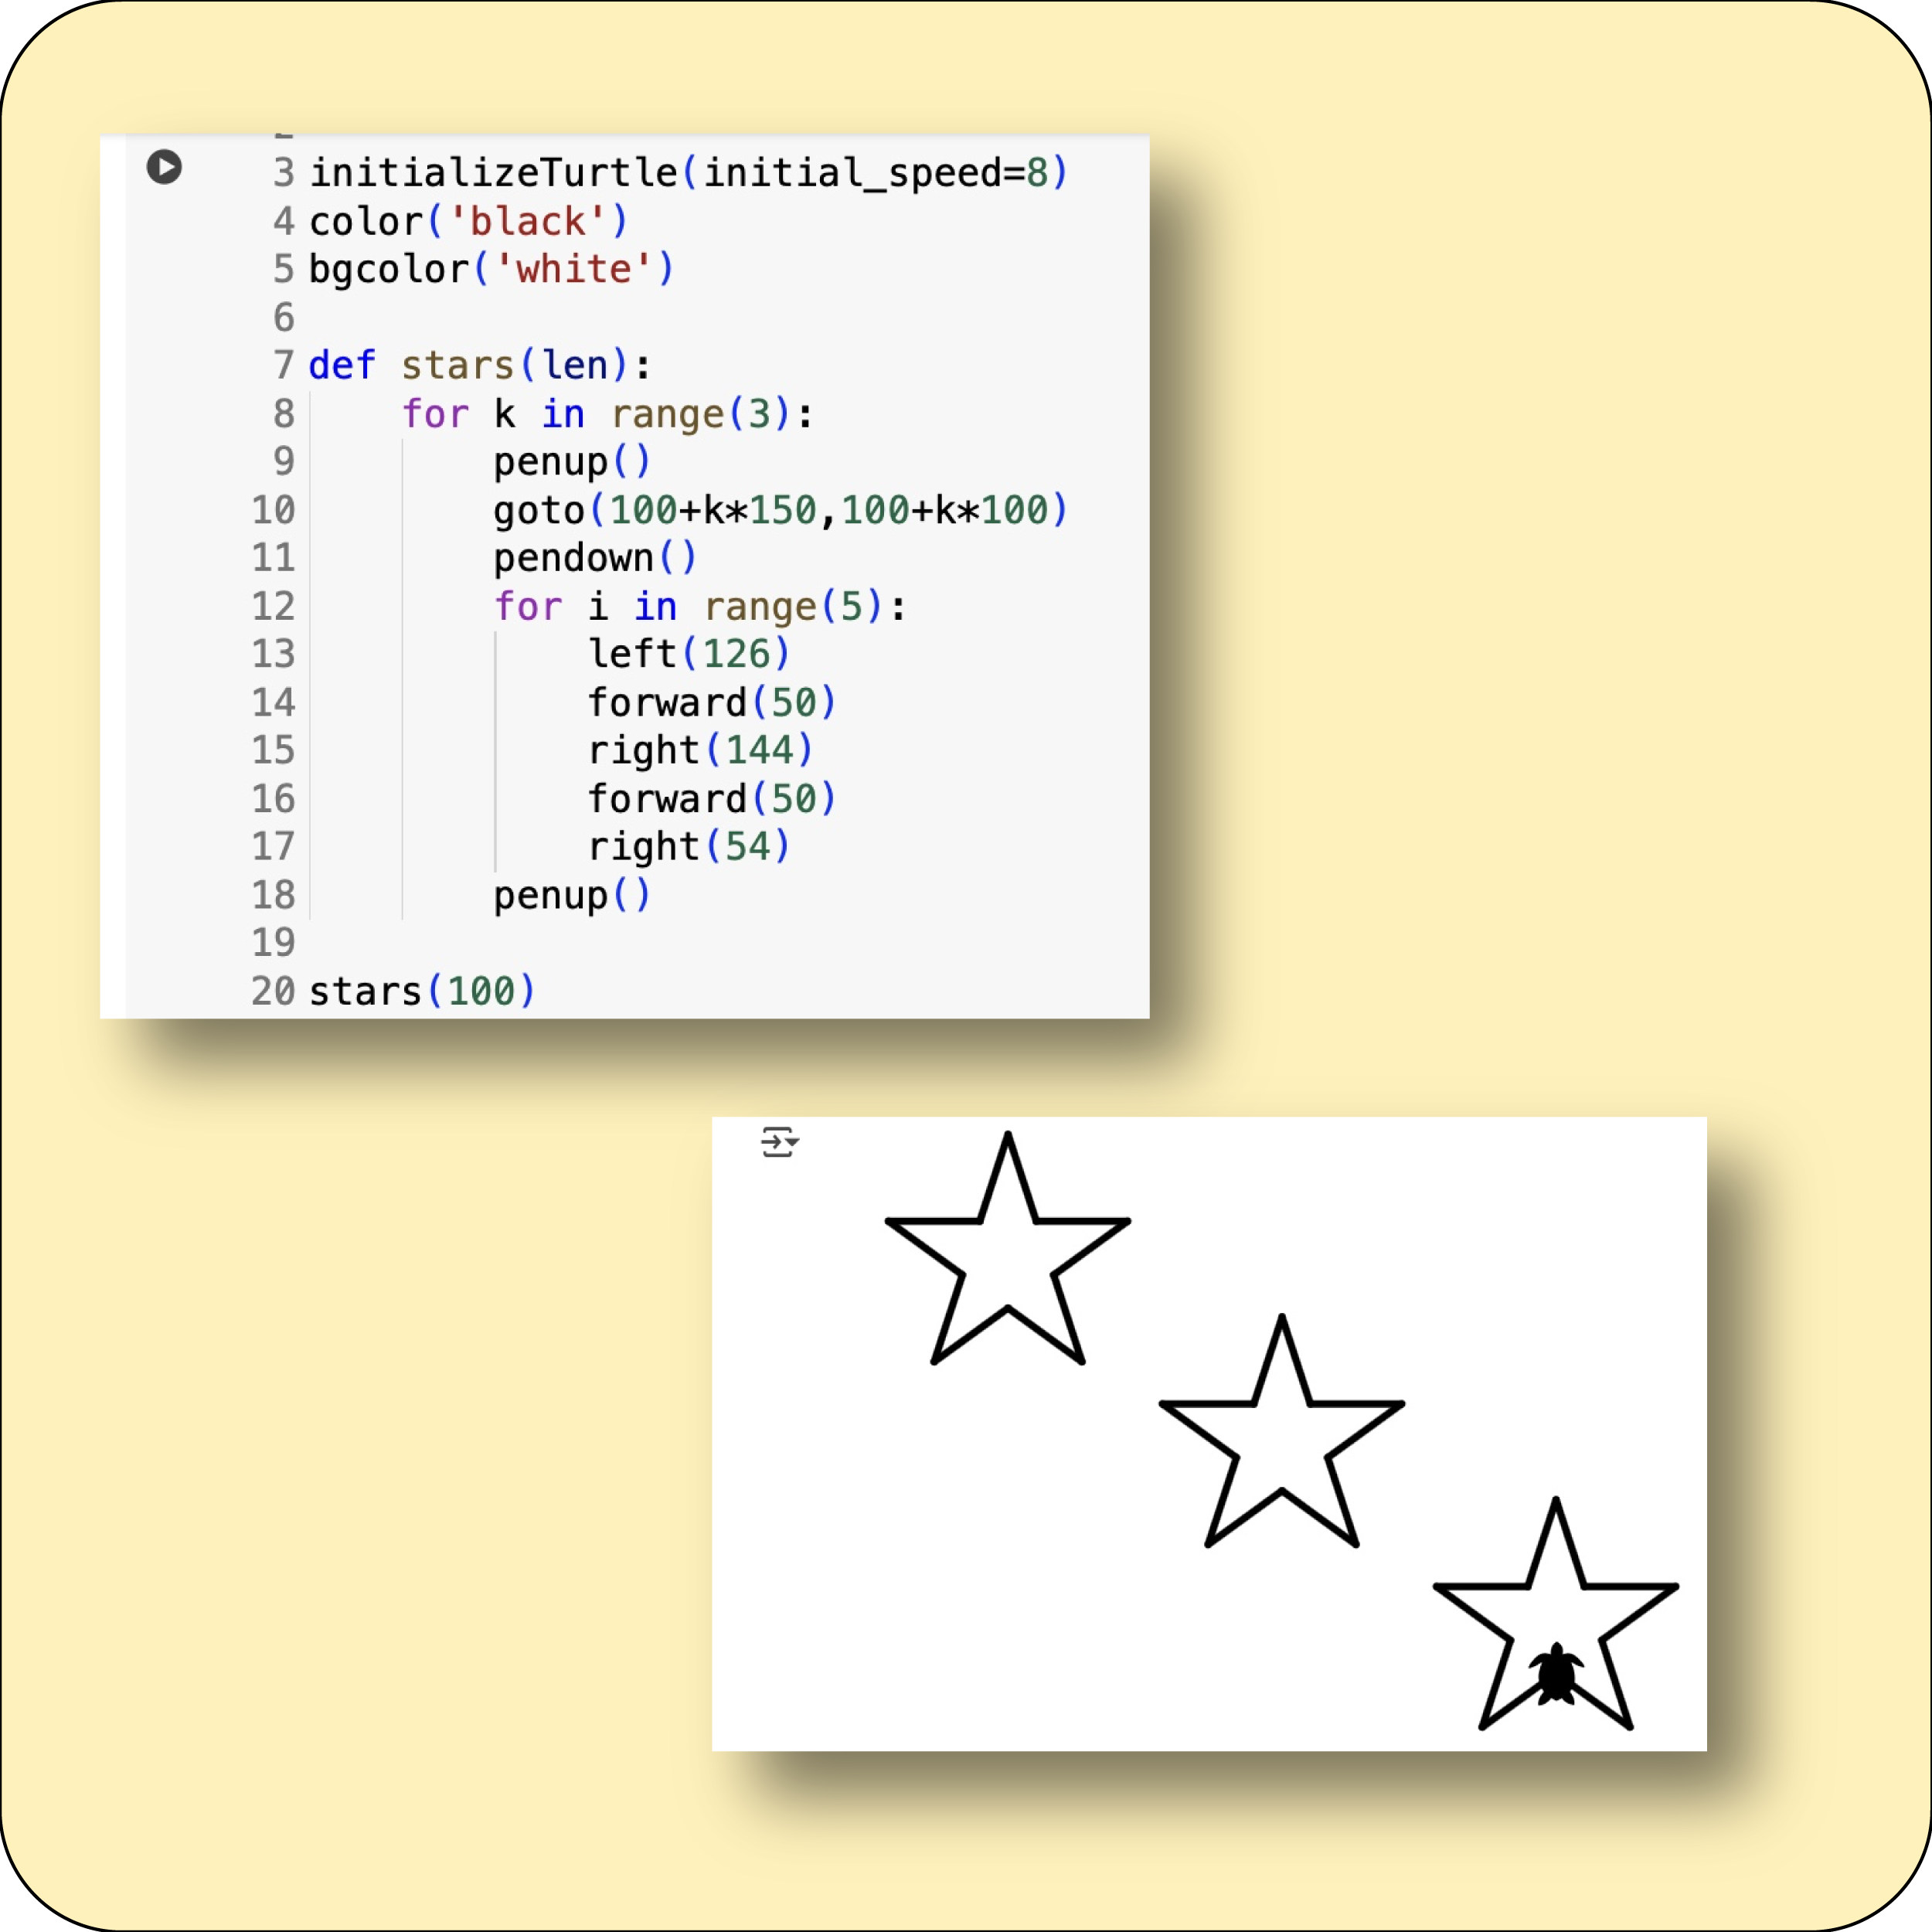 3 initializeTurtle(initial_speed=8)
4 color('black')
5 bgcolor('white')
6
7 def stars(len):
8     for k in range(3):
9         penup()
10         goto(100+k*150,100+k*100)
11         pendown()
12         for i in range(5):
13             left(126)
14             forward(50)
15             right(144)
16             forward(50)
17             right(54)
18         penup()
19
20 stars(100)